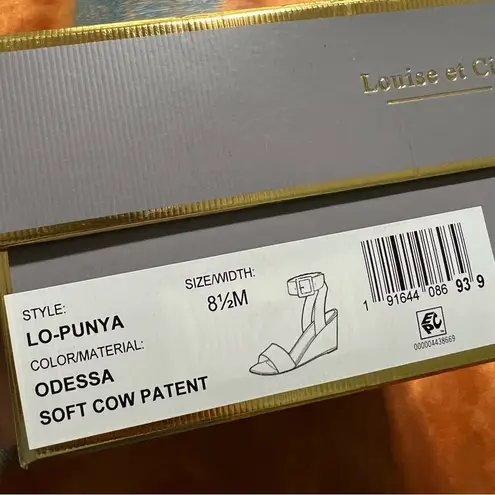 Louise et
STYLE:
LO-PUNYA
COLOR/MATERIAL:
ODESSA
SOFT COW PATENT
SIZE/WIDTH:
8½M
1 91644 086 93 9
EPC
000004438669